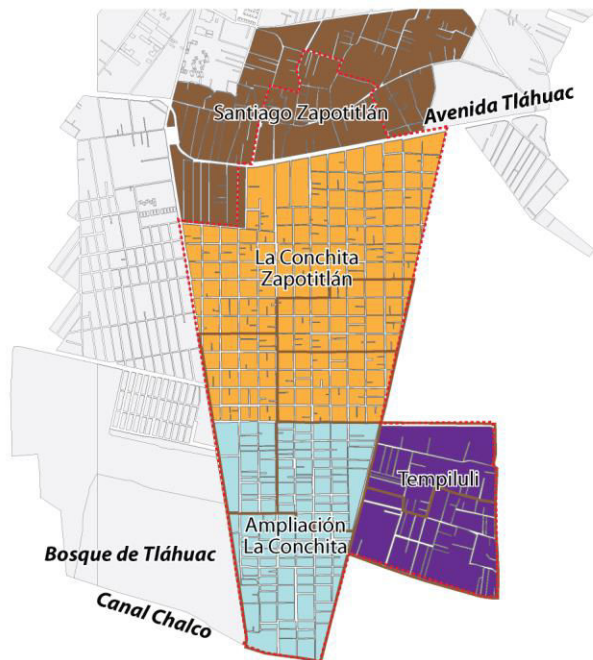 Santiago Zapotitlán
Avenida Tláhuac
La Conchita
Zapotitlán
Tempiluli
Ampliación
La Conchita
Bosque de Tláhuac
Canal Chalco